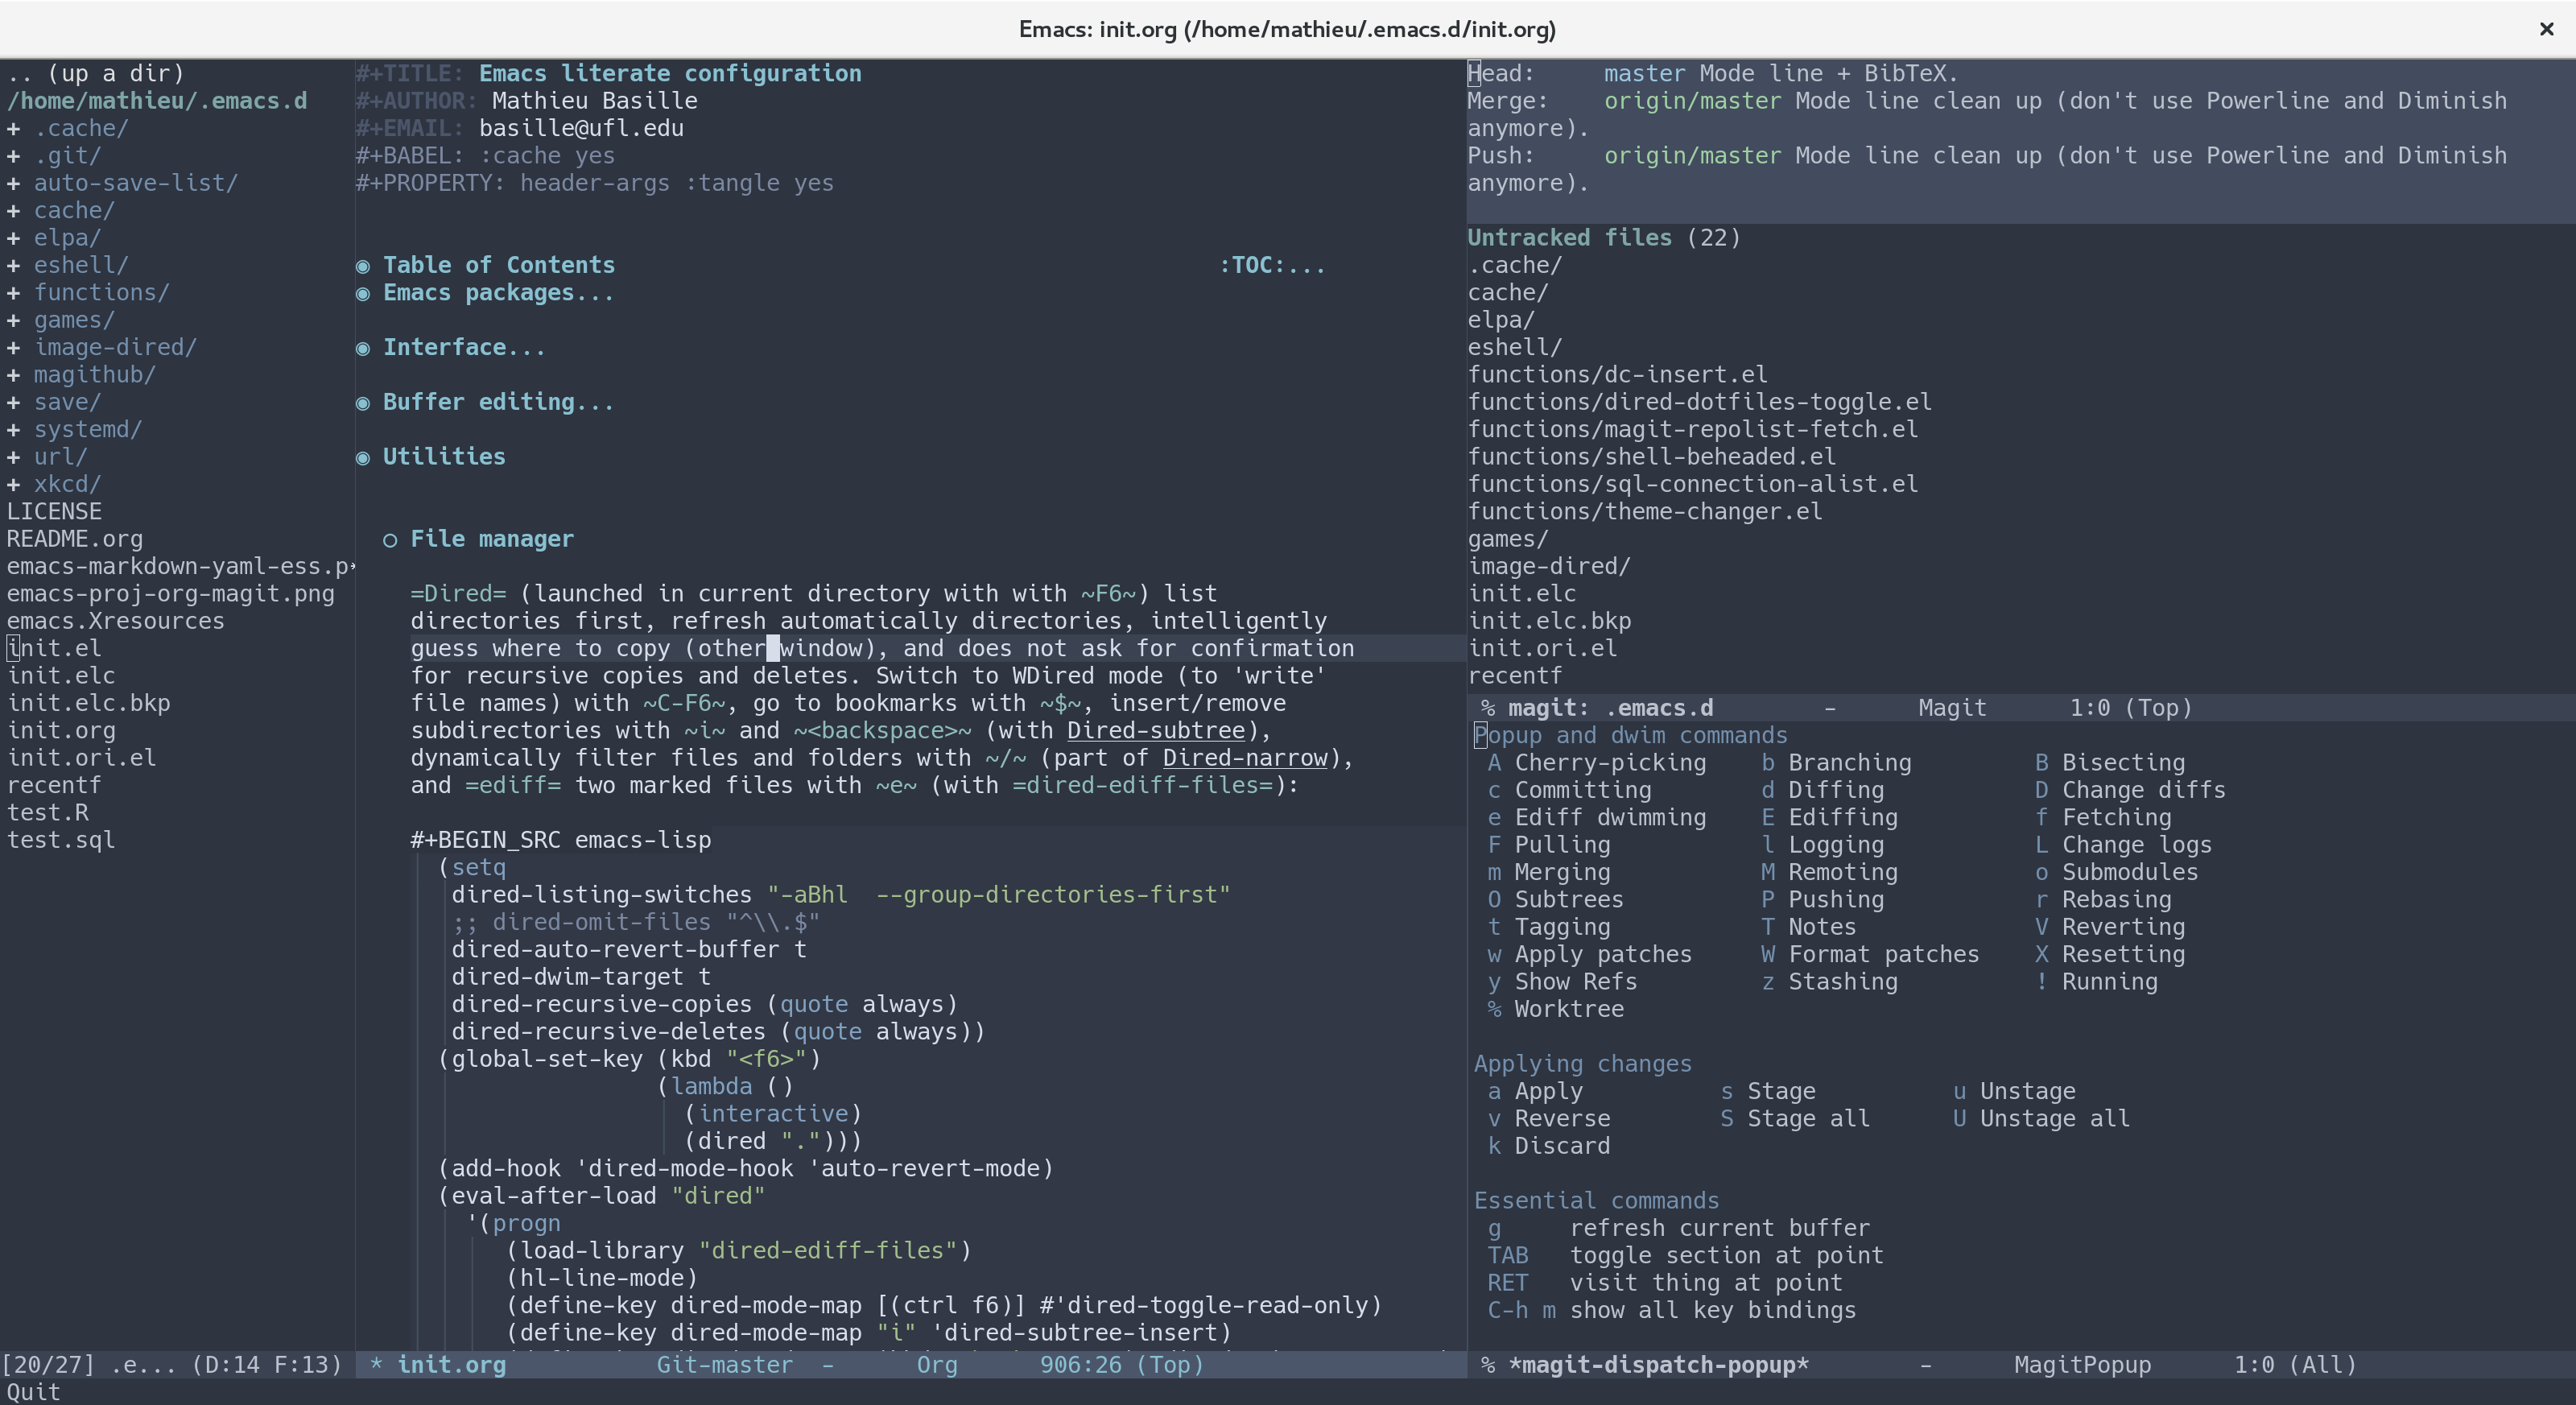 Emacs: init.org (/home/mathieu/.emacs.d/init.org)
.. (up a dir)
/home/mathieu/.emacs.d
+ .cache/
+ .git/
+ auto-save-list/
+ cache/
+ elpa/
+ eshell/
+ functions/
+ games/
+ image-dired/
+ magithub/
+ save/
+ systemd/
+ url/
+ xkcd/
LICENSE
README.org
emacs-markdown-yaml-ess.p
emacs-proj-org-magit.png
emacs.Xresources
init.el
init.elc
init.elc.bkp
init.org
init.ori.el
recentf
test.R
test.sql
[20/27] .e... (D:14 F:13)
#+TITLE: Emacs literate configuration
#+AUTHOR: Mathieu Basille
#+EMAIL: basille@ufl.edu
#+BABEL: :cache yes
#+PROPERTY: header-args :tangle yes
◉ Table of Contents :TOC:...
◉ Emacs packages...
◉ Interface...
◉ Buffer editing...
◉ Utilities
○ File manager
=Dired= (launched in current directory with with ~F6~) list
directories first, refresh automatically directories, intelligently
guess where to copy (other window), and does not ask for confirmation
for recursive copies and deletes. Switch to WDired mode (to 'write'
file names) with ~C-F6~, go to bookmarks with ~$~, insert/remove
subdirectories with ~i~ and ~<backspace>~ (with Dired-subtree),
dynamically filter files and folders with ~/~ (part of Dired-narrow),
and =ediff= two marked files with ~e~ (with =dired-ediff-files=):
#+BEGIN_SRC emacs-lisp
(setq
dired-listing-switches "-aBhl  --group-directories-first"
;; dired-omit-files "^\\.$"
dired-auto-revert-buffer t
dired-dwim-target t
dired-recursive-copies (quote always)
dired-recursive-deletes (quote always))
(global-set-key (kbd "<f6>")
(lambda ()
(interactive)
(dired ".")))
(add-hook 'dired-mode-hook 'auto-revert-mode)
(eval-after-load "dired"
'(progn
(load-library "dired-ediff-files")
(hl-line-mode)
(define-key dired-mode-map [(ctrl f6)] #'dired-toggle-read-only)
(define-key dired-mode-map "i" 'dired-subtree-insert)
* init.org Git-master - Org 906:26 (Top)
Head: master Mode line + BibTeX.
Merge: origin/master Mode line clean up (don't use Powerline and Diminish
anymore).
Push: origin/master Mode line clean up (don't use Powerline and Diminish
anymore).
Untracked files (22)
.cache/
cache/
elpa/
eshell/
functions/dc-insert.el
functions/dired-dotfiles-toggle.el
functions/magit-repolist-fetch.el
functions/shell-beheaded.el
functions/sql-connection-alist.el
functions/theme-changer.el
games/
image-dired/
init.elc
init.elc.bkp
init.ori.el
recentf
% magit: .emacs.d - Magit 1:0 (Top)
Popup and dwim commands
A Cherry-picking b Branching B Bisecting
c Committing d Diffing D Change diffs
e Ediff dwimming E Ediffing f Fetching
F Pulling l Logging L Change logs
m Merging M Remoting o Submodules
O Subtrees P Pushing r Rebasing
t Tagging T Notes V Reverting
w Apply patches W Format patches X Resetting
y Show Refs z Stashing ! Running
% Worktree
Applying changes
a Apply s Stage u Unstage
v Reverse S Stage all U Unstage all
k Discard
Essential commands
g refresh current buffer
TAB toggle section at point
RET visit thing at point
C-h m show all key bindings
% *magit-dispatch-popup* - MagitPopup 1:0 (All)
Quit